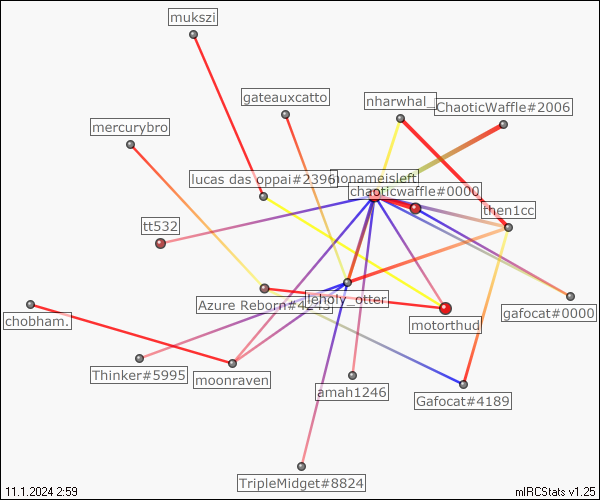 mukszi
gateauxcatto
nharwhal_
ChaoticWaffle#2006
mercurybro
nonameisleft
lucas das oppai#2396
chaoticwaffle#0000
then1cc
tt532
Azure Reborn#4243
leholy_otter
gafocat#0000
chobham.
motorthud
Thinker#5995
moonraven
amah1246
Gafocat#4189
TripleMidget#8824
11.1.2024 2:59
mIRCStats v1.25